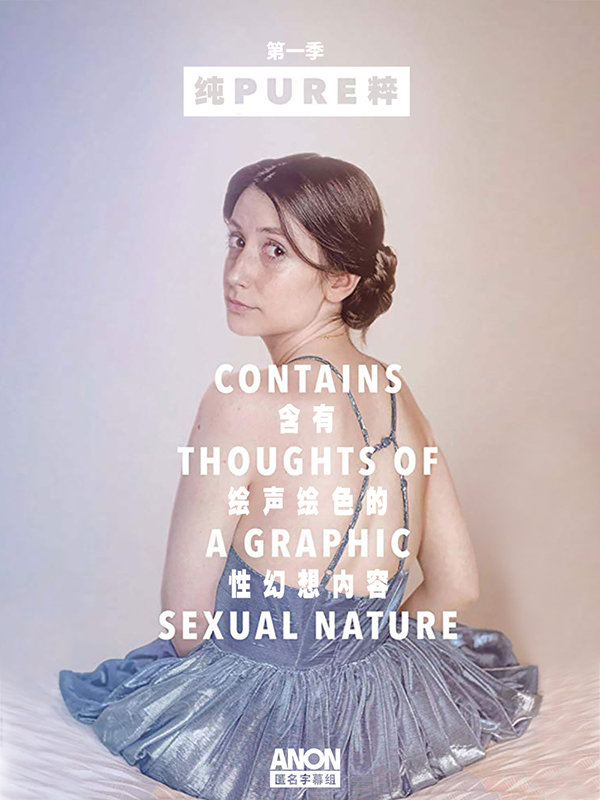 第一季
纯PURE粹
CONTAINS
含有
THOUGHTS OF
绘声绘色的
A GRAPHIC
性幻想内容
SEXUAL NATURE
ANON
匿名字幕组